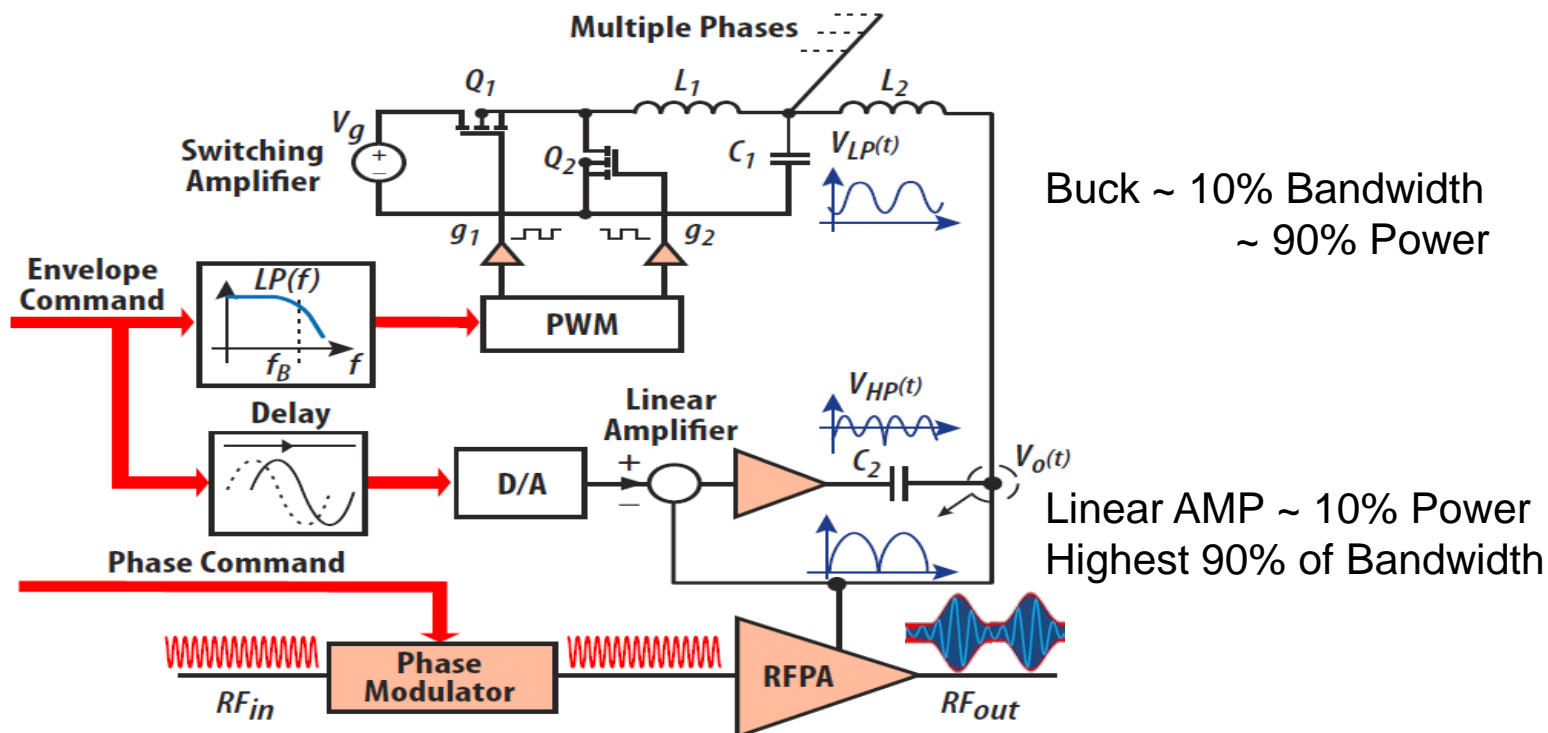 Multiple Phases
Q1
L1
L2
Vg
+
−
Switching
Amplifier
Q2
C1
VLP(t)
Buck ~ 10% Bandwidth
~ 90% Power
g1
g2
Envelope
Command
LP(f)
fB
f
PWM
Delay
Linear
Amplifier
VHP(t)
D/A
+
−
C2
Vo(t)
Linear AMP ~ 10% Power
Highest 90% of Bandwidth
Phase Command
RFin
Phase
Modulator
RFPA
RFout